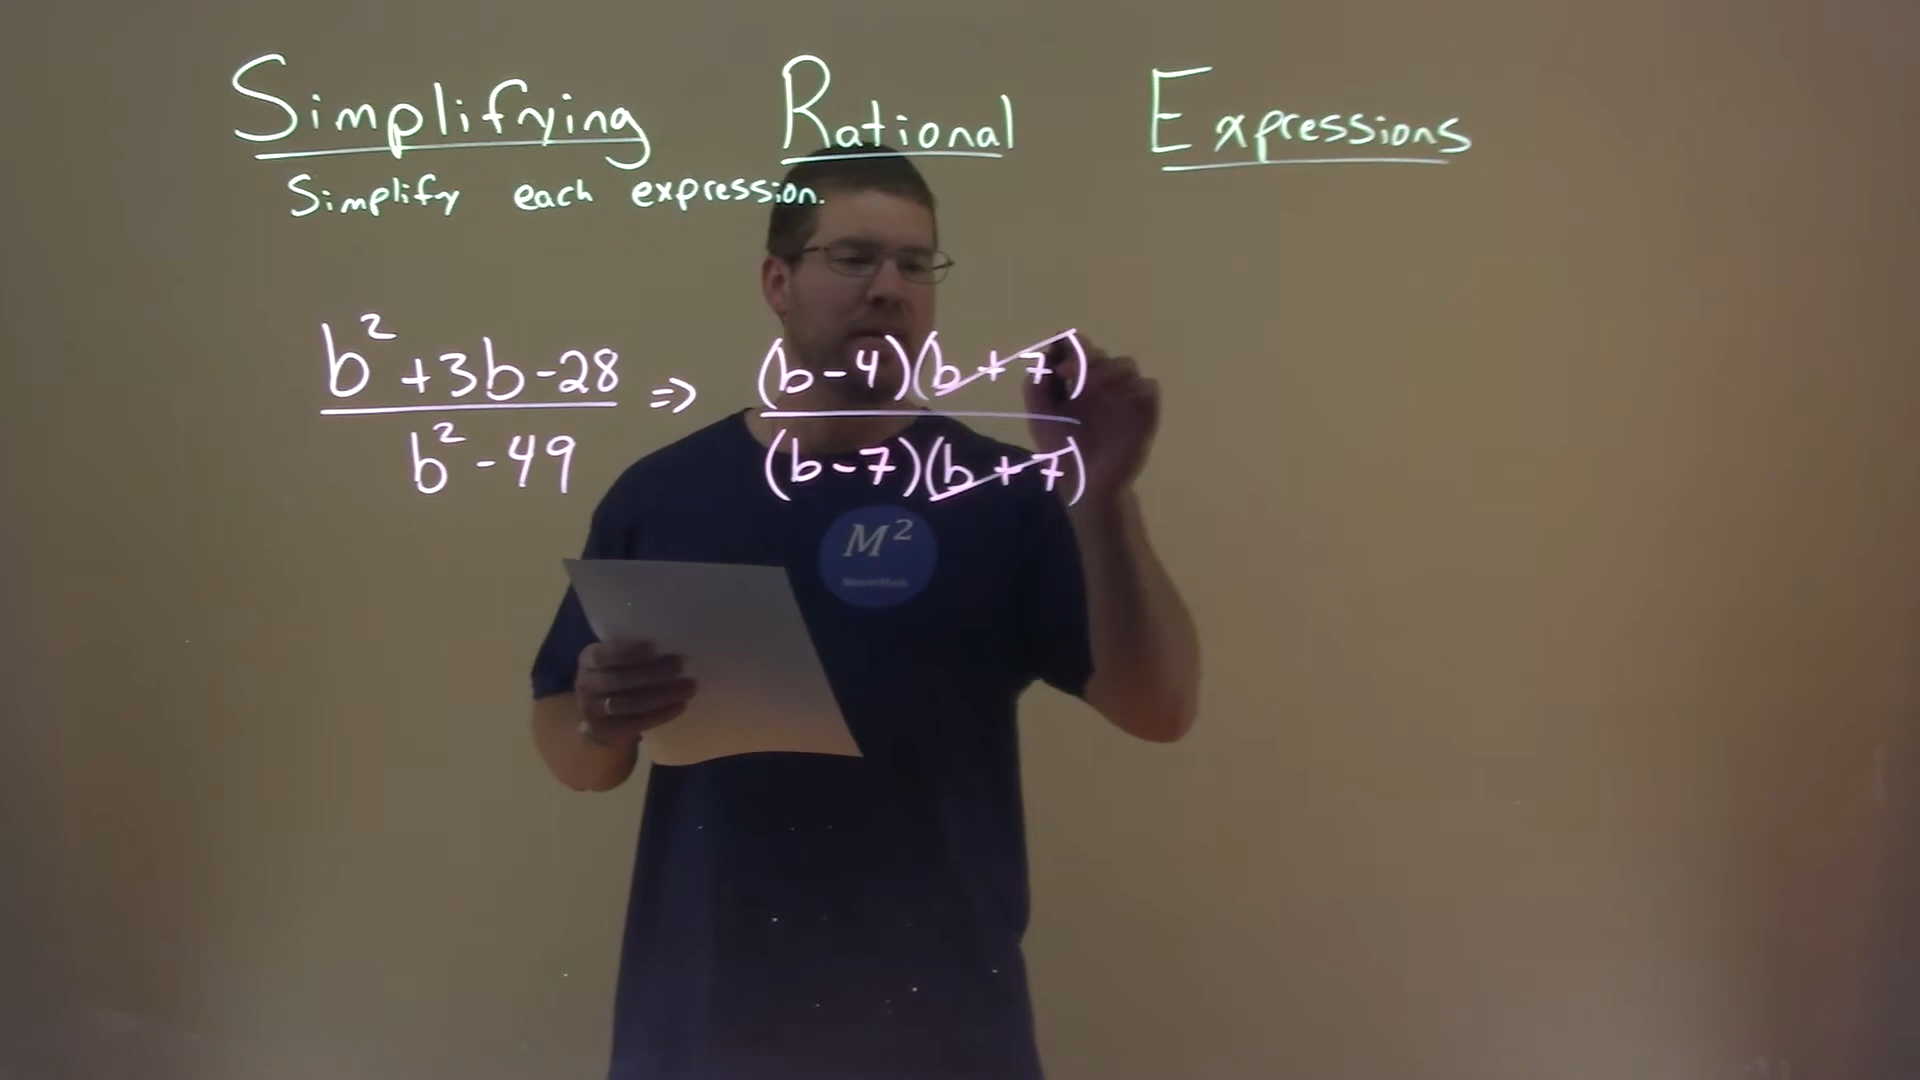 Simplifying Rational Expressions
Simplify each expression.
b²+3b-28 => (b-4)(b+7)
b²-49 (b-7)(b+7)
M²